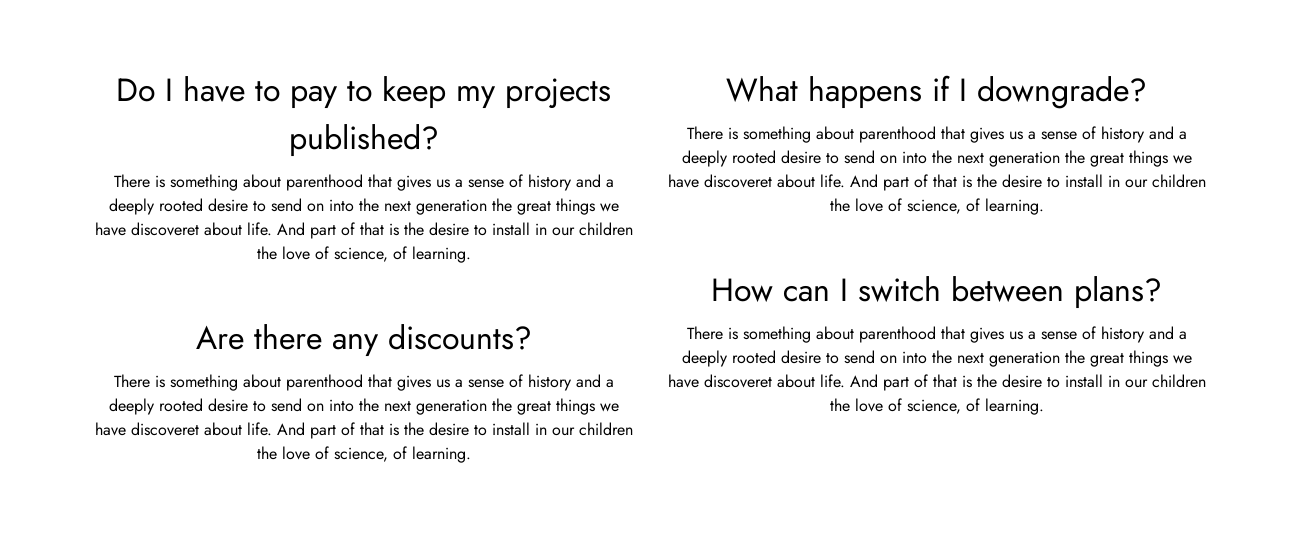 Do I have to pay to keep my projects
published?
There is something about parenthood that gives us a sense of history and a
deeply rooted desire to send on into the next generation the great things we
have discoveret about life. And part of that is the desire to install in our children
the love of science, of learning.
Are there any discounts?
There is something about parenthood that gives us a sense of history and a
deeply rooted desire to send on into the next generation the great things we
have discoveret about life. And part of that is the desire to install in our children
the love of science, of learning.
What happens if I downgrade?
There is something about parenthood that gives us a sense of history and a
deeply rooted desire to send on into the next generation the great things we
have discoveret about life. And part of that is the desire to install in our children
the love of science, of learning.
How can I switch between plans?
There is something about parenthood that gives us a sense of history and a
deeply rooted desire to send on into the next generation the great things we
have discoveret about life. And part of that is the desire to install in our children
the love of science, of learning.